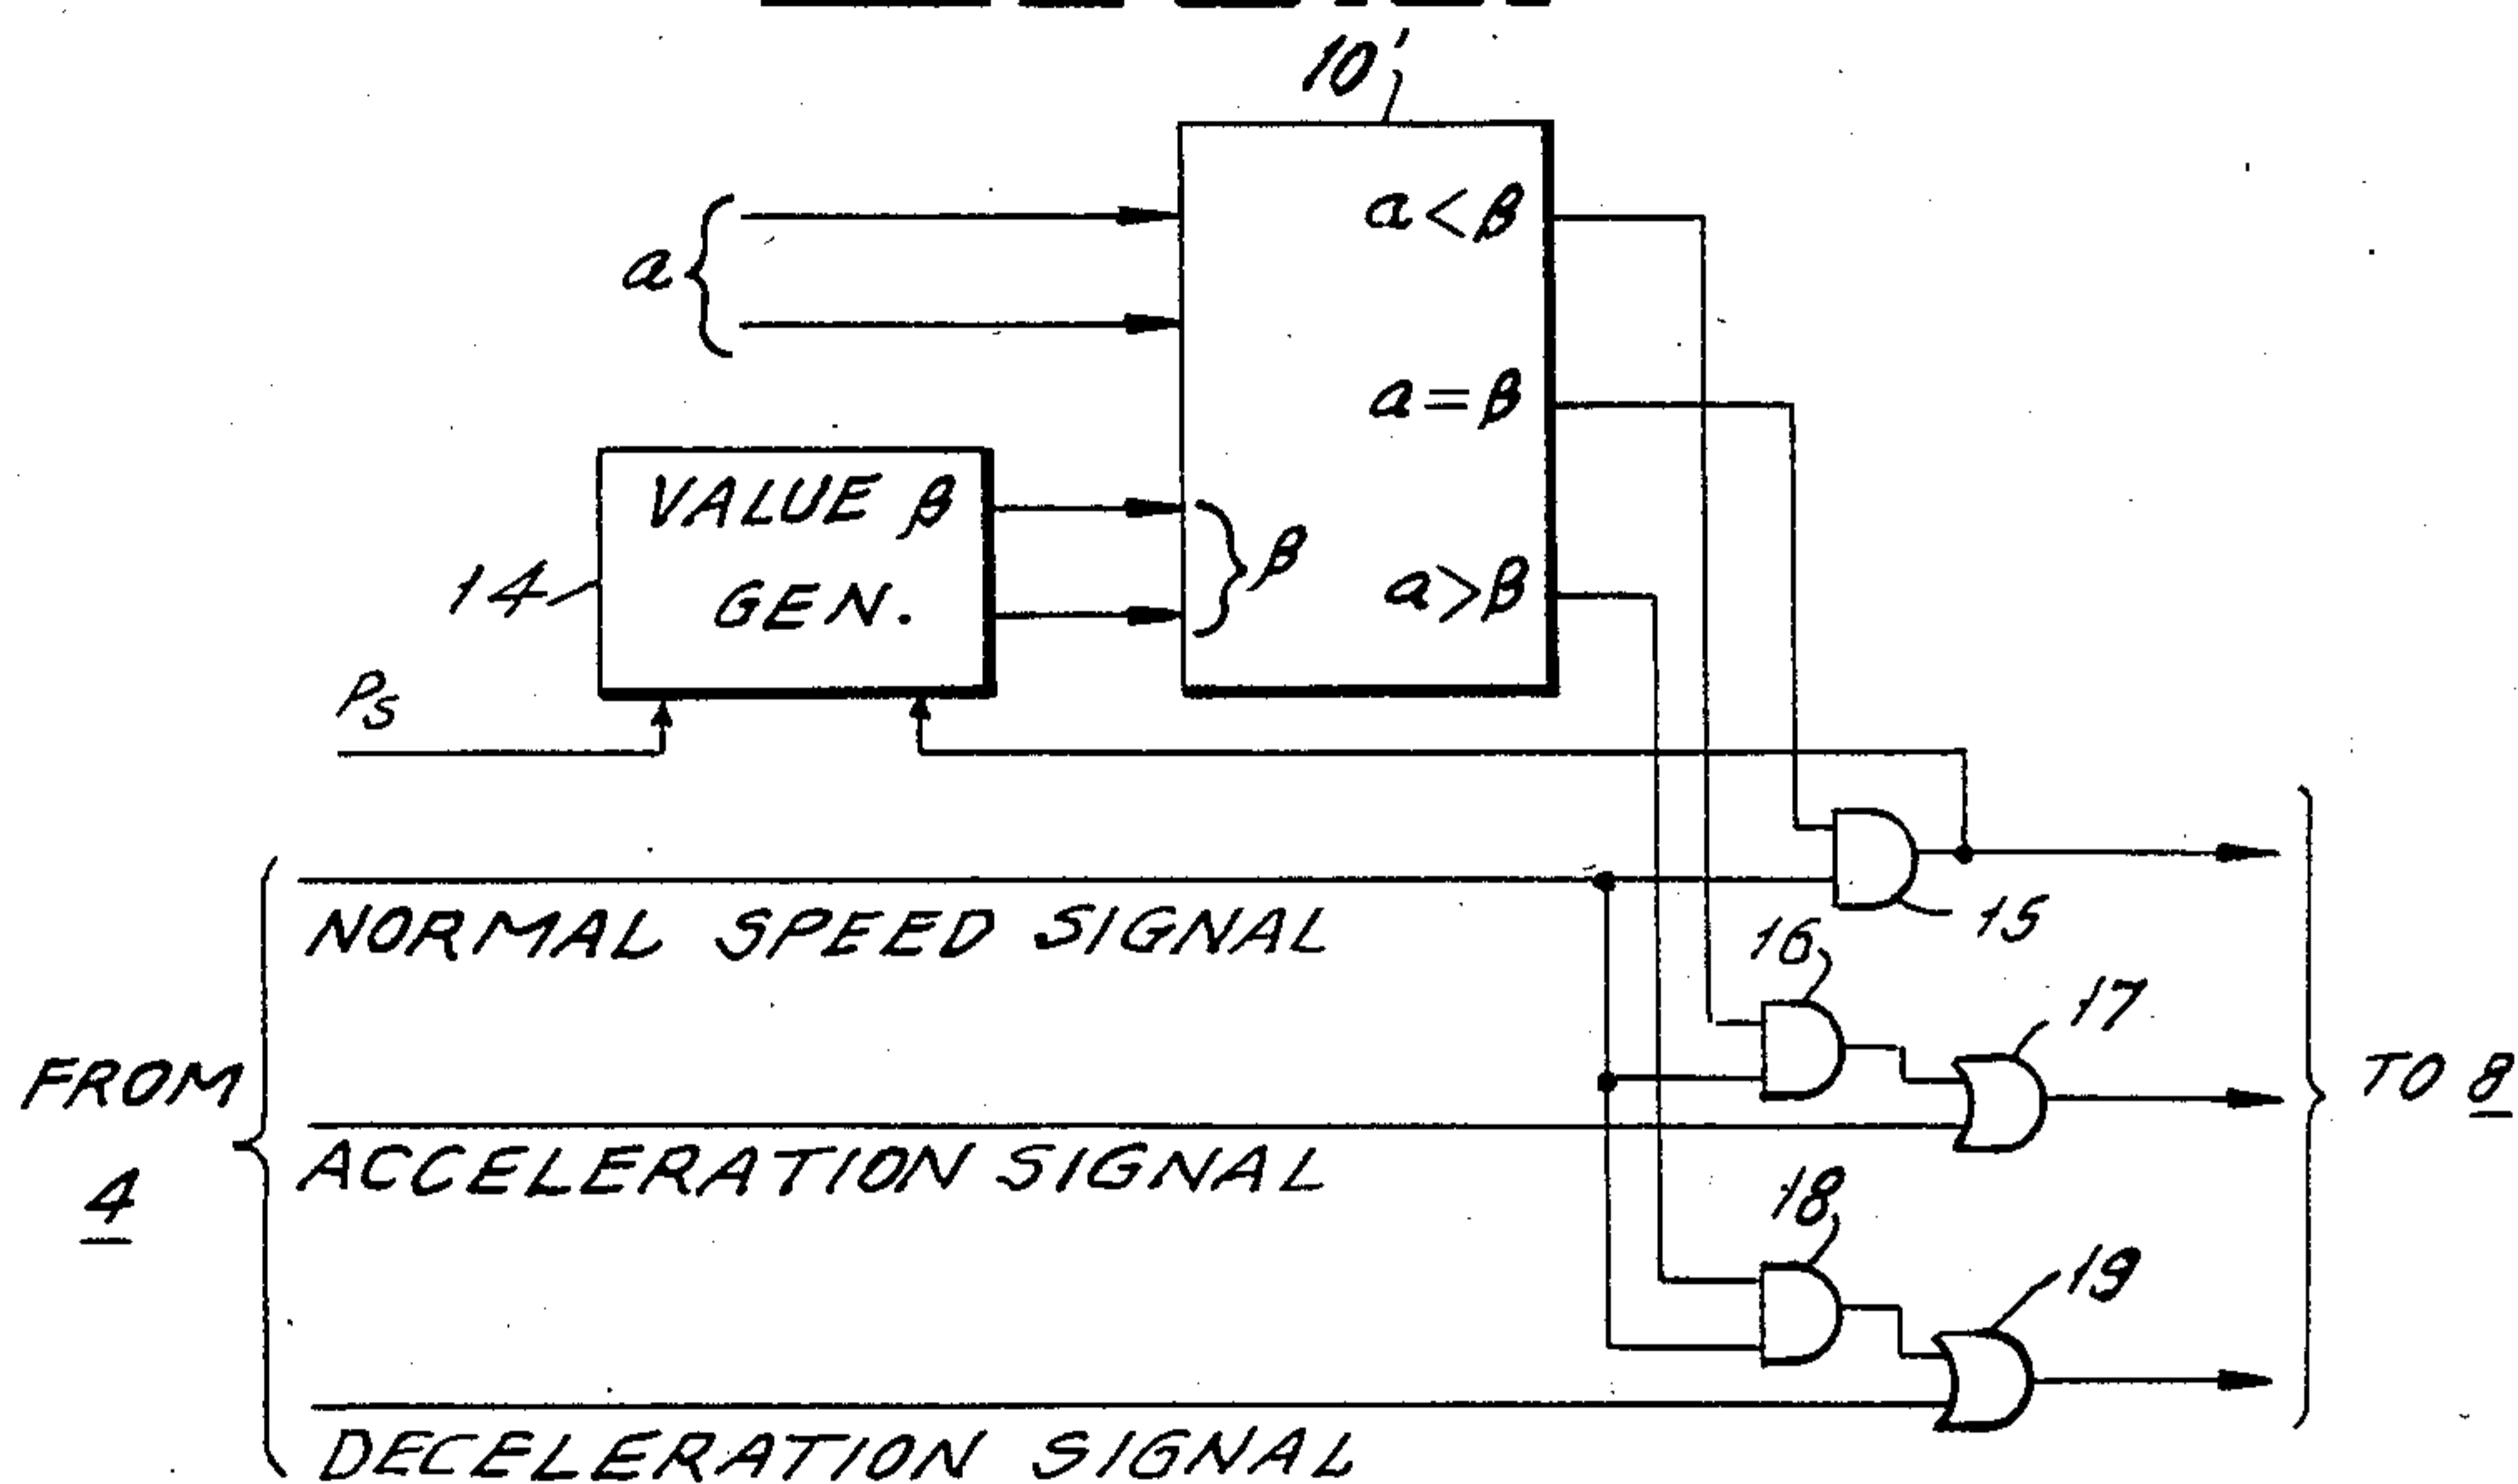 10'
a
a<β
a=β
a>β
VALUE β
GEN.
β
14
Ps
15
NORMAL SPEED SIGNAL
16
17
FROM
4
TO 8
ACCELERATION SIGNAL
18
19
DECELERATION SIGNAL